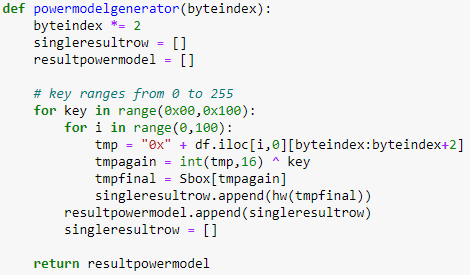 def powermodelgenerator(byteindex):
    byteindex *= 2
    singleresultrow = []
    resultpowermodel = []

    # key ranges from 0 to 255
    for key in range(0x00,0x100):
        for i in range(0,100):
            tmp = "0x" + df.iloc[i,0][byteindex:byteindex+2]
            tmpagain = int(tmp,16) ^ key
            tmpfinal = Sbox[tmpagain]
            singleresultrow.append(hw(tmpfinal))
        resultpowermodel.append(singleresultrow)
        singleresultrow = []

    return resultpowermodel